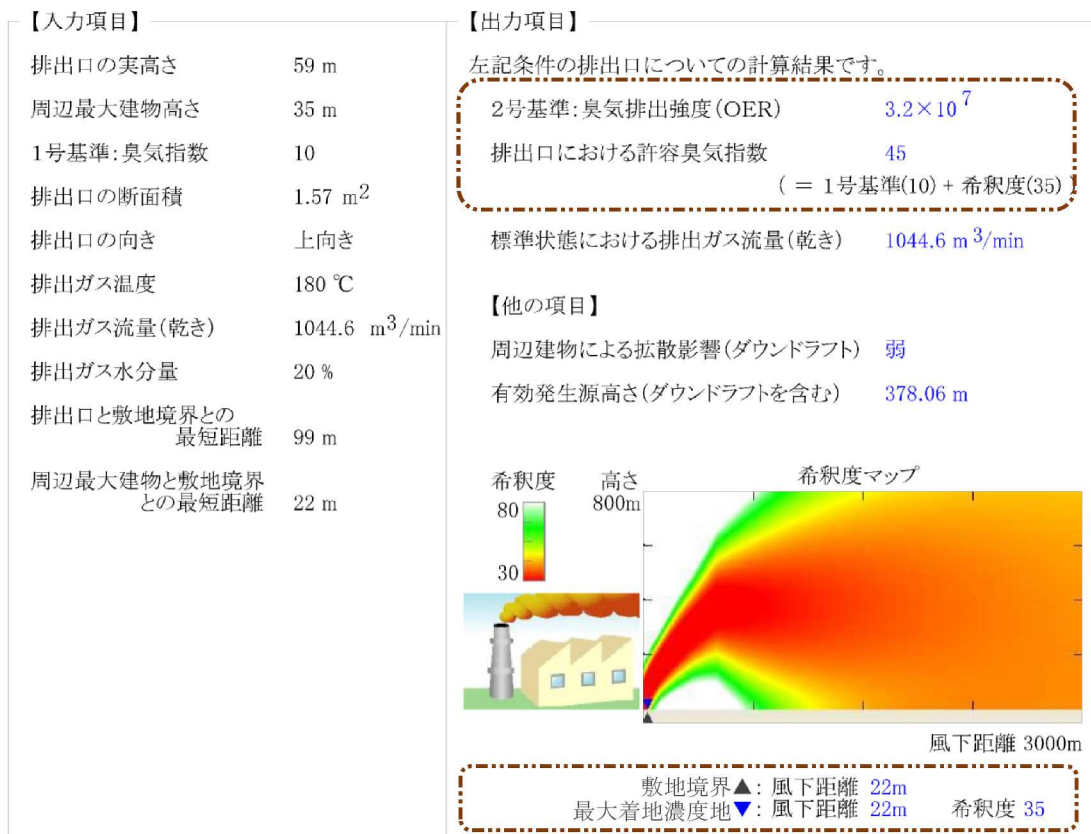 【入力項目】
排出口の実高さ 59 m
周辺最大建物高さ 35 m
1号基準:臭気指数 10
排出口の断面積 1.57 m2
排出口の向き 上向き
排出ガス温度 180 ℃
排出ガス流量(乾き) 1044.6 m3/min
排出ガス水分量 20 %
排出口と敷地境界との
最短距離 99 m
周辺最大建物と敷地境界
との最短距離 22 m
【出力項目】
左記条件の排出口についての計算結果です。
2号基準:臭気排出強度(OER) 3.2×10 7
排出口における許容臭気指数 45
( = 1号基準(10) + 希釈度(35) )
標準状態における排出ガス流量(乾き) 1044.6 m 3/min
【他の項目】
周辺建物による拡散影響(ダウンドラフト) 弱
有効発生源高さ(ダウンドラフトを含む) 378.06 m
希釈度 高さ 希釈度マップ
80 800m
30
風下距離 3000m
敷地境界▲: 風下距離 22m
最大着地濃度地▼: 風下距離 22m 希釈度 35